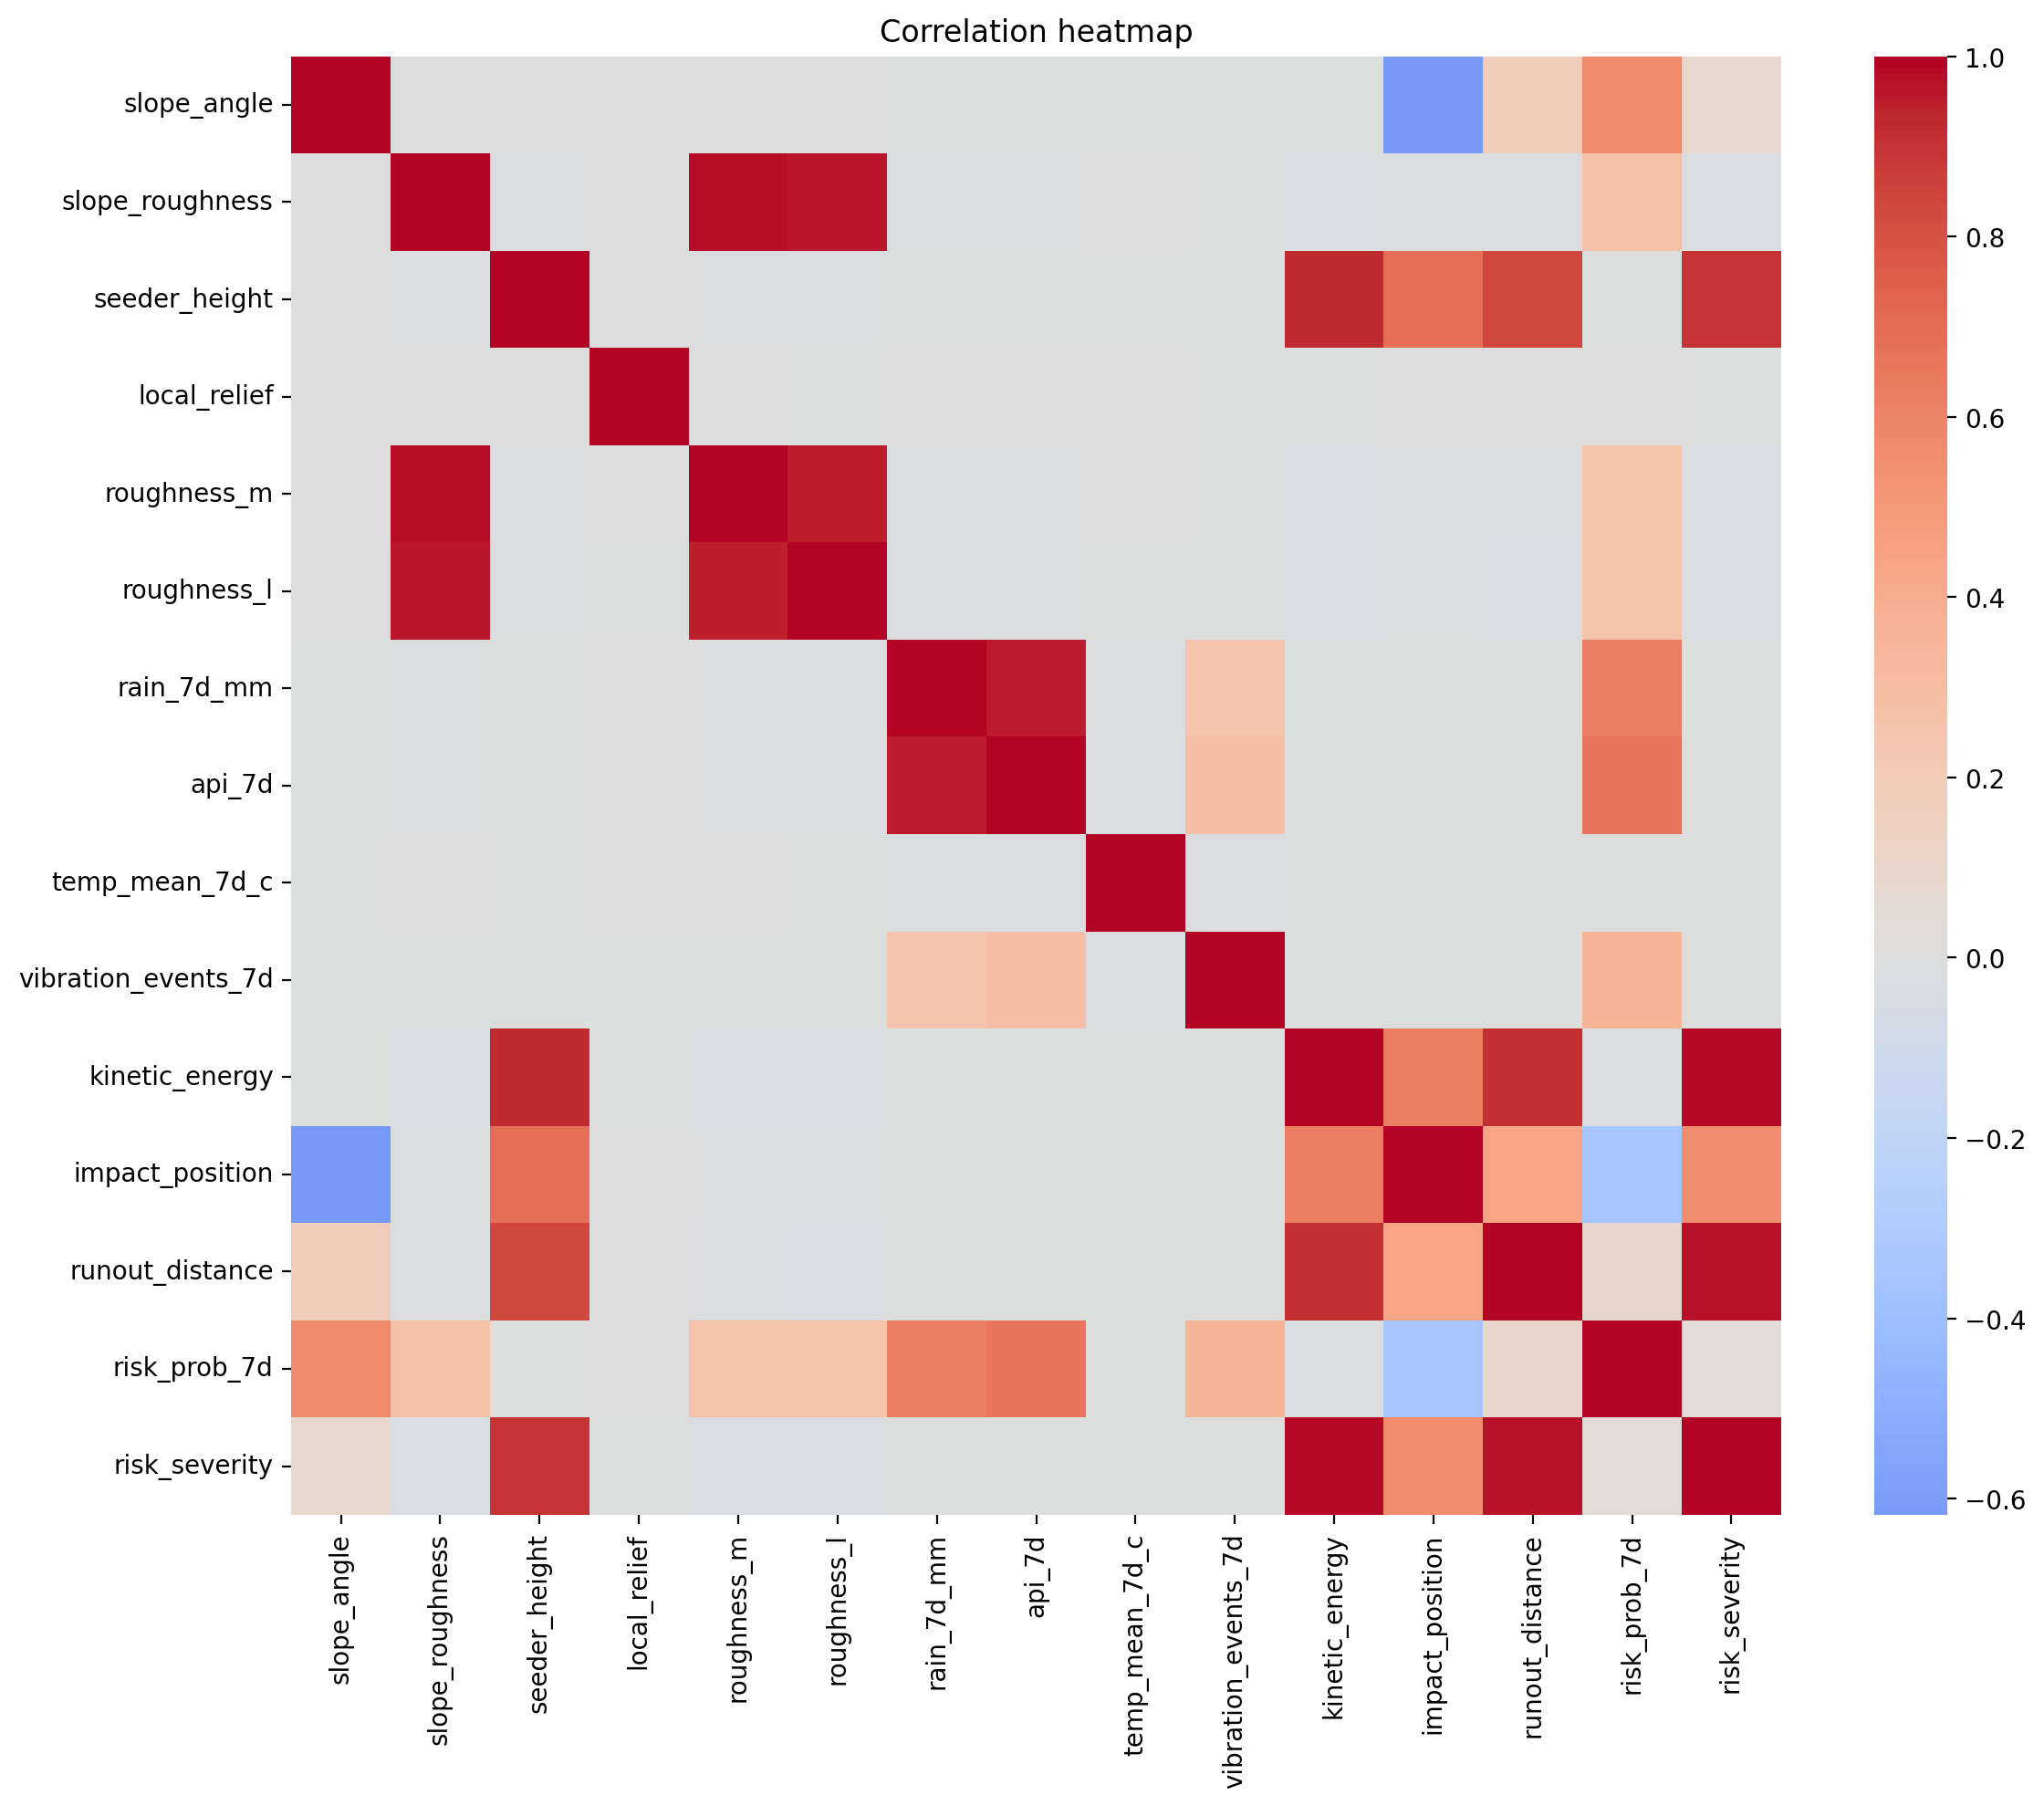 Correlation heatmap
slope_angle
slope_roughness
seeder_height
local_relief
roughness_m
roughness_l
rain_7d_mm
api_7d
temp_mean_7d_c
vibration_events_7d
kinetic_energy
impact_position
runout_distance
risk_prob_7d
risk_severity
slope_angle
slope_roughness
seeder_height
local_relief
roughness_m
roughness_l
rain_7d_mm
api_7d
temp_mean_7d_c
vibration_events_7d
kinetic_energy
impact_position
runout_distance
risk_prob_7d
risk_severity
1.0
0.8
0.6
0.4
0.2
0.0
−0.2
−0.4
−0.6